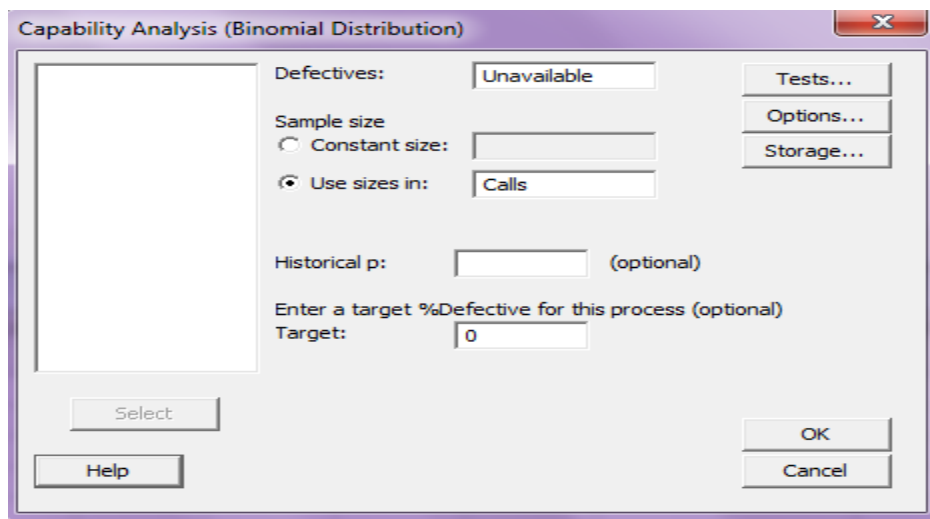 Capability Analysis (Binomial Distribution)
Defectives: Unavailable
Tests...
Sample size
Options...
Constant size:
Storage...
Use sizes in: Calls
Historical p: (optional)
Enter a target %Defective for this process (optional)
Target: 0
Select
OK
Help
Cancel